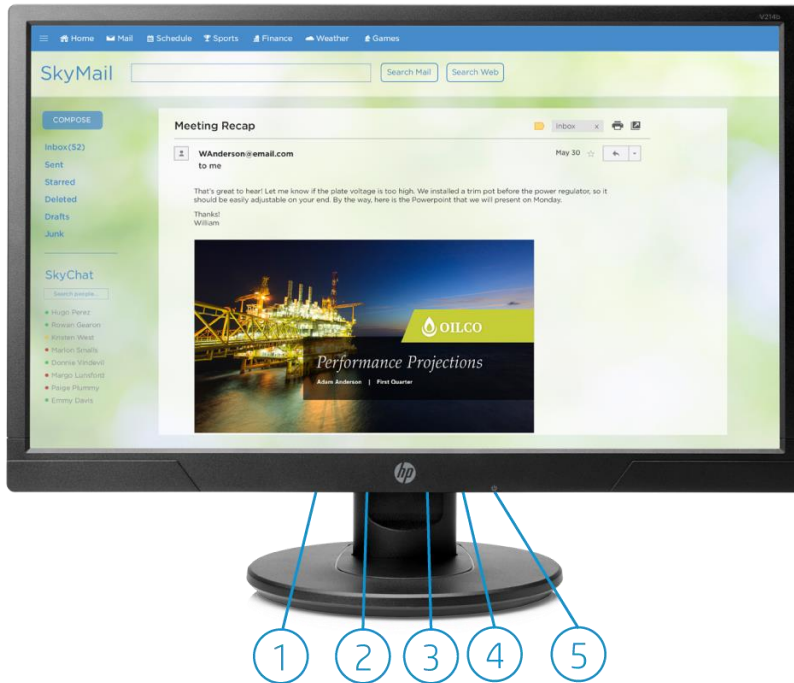 V214b
Home Mail Schedule Sports Finance Weather Games
SkyMail Search Mail Search Web
COMPOSE
Inbox(52)
Sent
Starred
Deleted
Drafts
Junk
SkyChat
Search people...
Hugo Perez
Rowan Gearon
Kristen West
Marlon Schalls
Donnie Vindevil
Margo Lunsford
Paige Plummy
Emmy Davis
Meeting Recap Inbox x
WAnderson@email.com May 30
to me
That's great to hear! Let me know if the plate voltage is too high. We installed a trim pot before the power regulator, so it
should be easily adjustable on your end. By the way, here is the Powerpoint that we will present on Monday.
Thanks!
William
OILCO
Performance Projections
Adam Anderson | First Quarter
hp
1 2 3 4 5